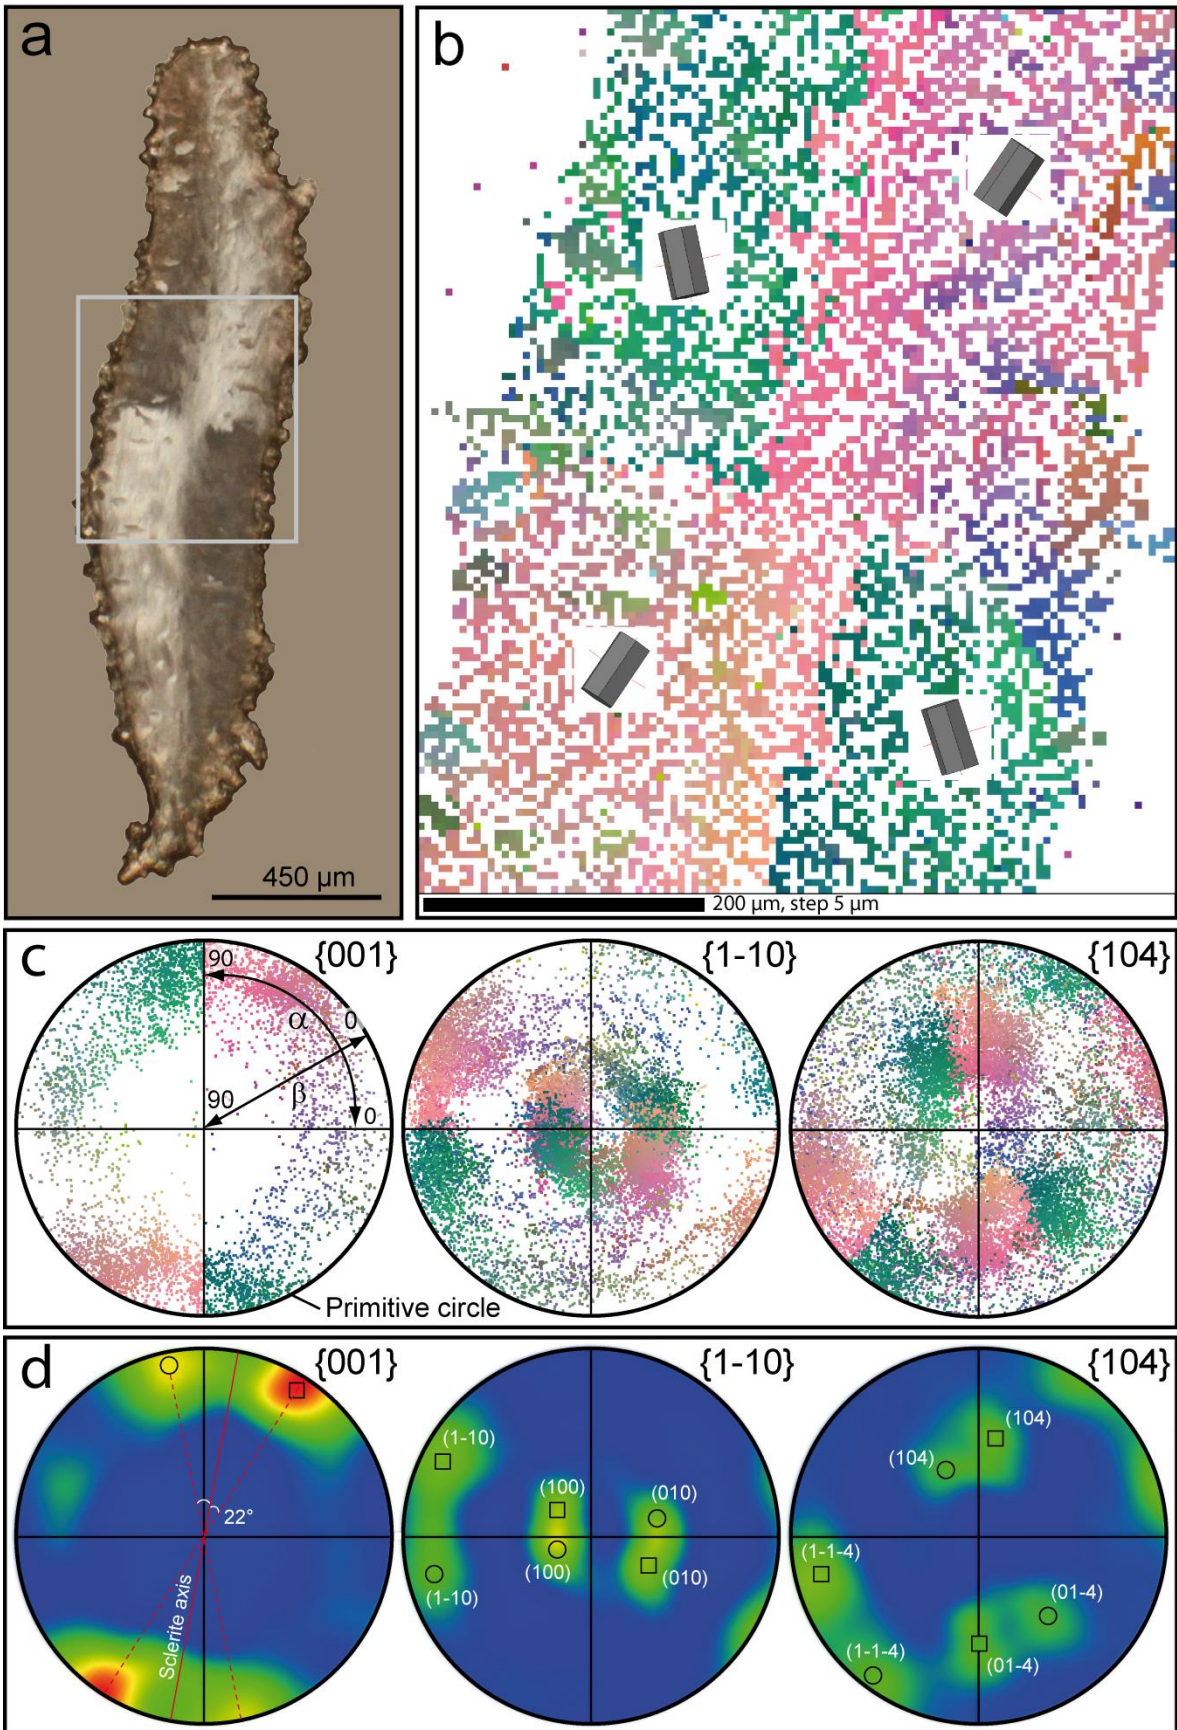 a
450 µm
b
200 µm, step 5 µm
c
{001}
90
α
0
β
90
0
Primitive circle
{1-10}
{104}
d
{001}
22°
Sclerite axis
{1-10}
(1-10)
(100)
(010)
(100)
(010)
(1-10)
{104}
(104)
(104)
(1-1-4)
(01-4)
(1-1-4)
(01-4)